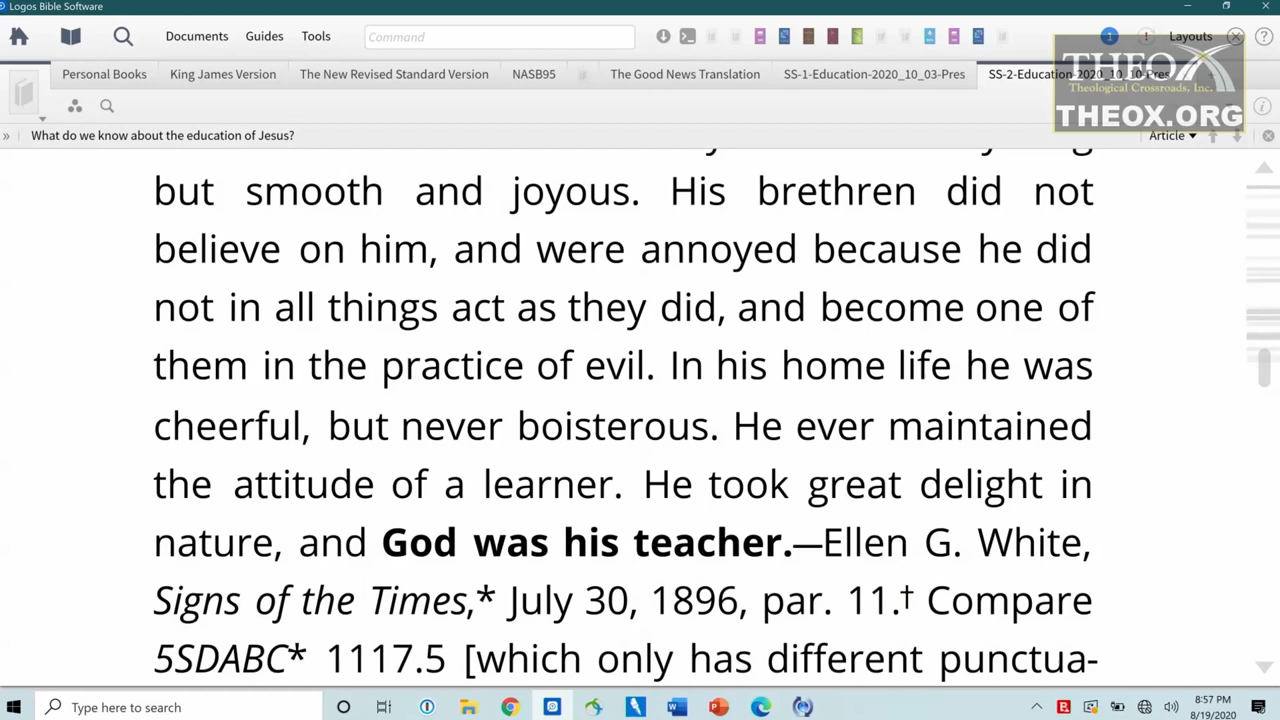 Logos Bible Software
Documents Guides Tools Command 1 ! Layouts
THEOX
Theological Crossroads, Inc.
THEOX.ORG
Personal Books King James Version The New Revised Standard Version NASB95 The Good News Translation SS-1-Education-2020_10_03-Pres SS-2-Education-2020_10_10-Pres
What do we know about the education of Jesus? Article
but smooth and joyous. His brethren did not
believe on him, and were annoyed because he did
not in all things act as they did, and become one of
them in the practice of evil. In his home life he was
cheerful, but never boisterous. He ever maintained
the attitude of a learner. He took great delight in
nature, and God was his teacher.—Ellen G. White,
Signs of the Times,* July 30, 1896, par. 11.† Compare
5SDABC* 1117.5 [which only has different punctua-
Type here to search
8:57 PM
8/19/2020